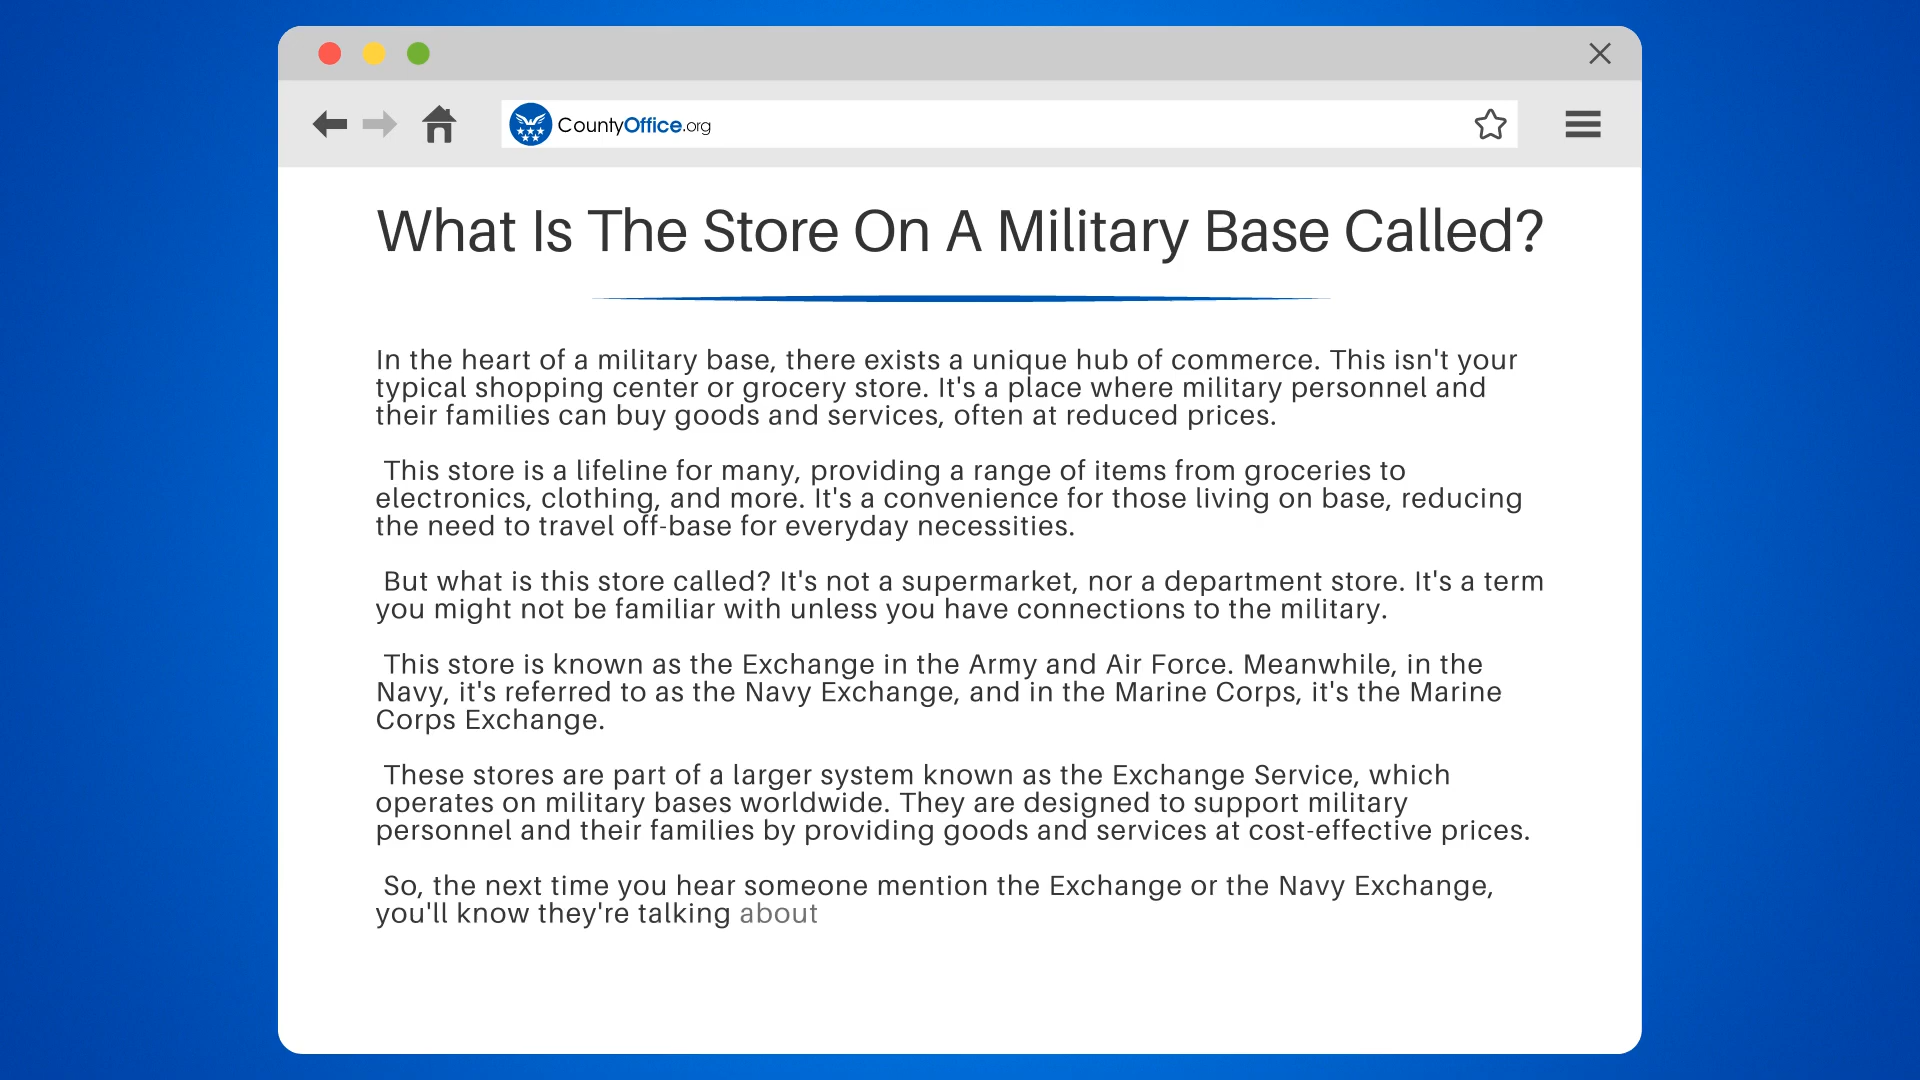 CountyOffice.org
What Is The Store On A Military Base Called?
In the heart of a military base, there exists a unique hub of commerce. This isn't your
typical shopping center or grocery store. It's a place where military personnel and
their families can buy goods and services, often at reduced prices.
This store is a lifeline for many, providing a range of items from groceries to
electronics, clothing, and more. It's a convenience for those living on base, reducing
the need to travel off-base for everyday necessities.
But what is this store called? It's not a supermarket, nor a department store. It's a term
you might not be familiar with unless you have connections to the military.
This store is known as the Exchange in the Army and Air Force. Meanwhile, in the
Navy, it's referred to as the Navy Exchange, and in the Marine Corps, it's the Marine
Corps Exchange.
These stores are part of a larger system known as the Exchange Service, which
operates on military bases worldwide. They are designed to support military
personnel and their families by providing goods and services at cost-effective prices.
So, the next time you hear someone mention the Exchange or the Navy Exchange,
you'll know they're talking about